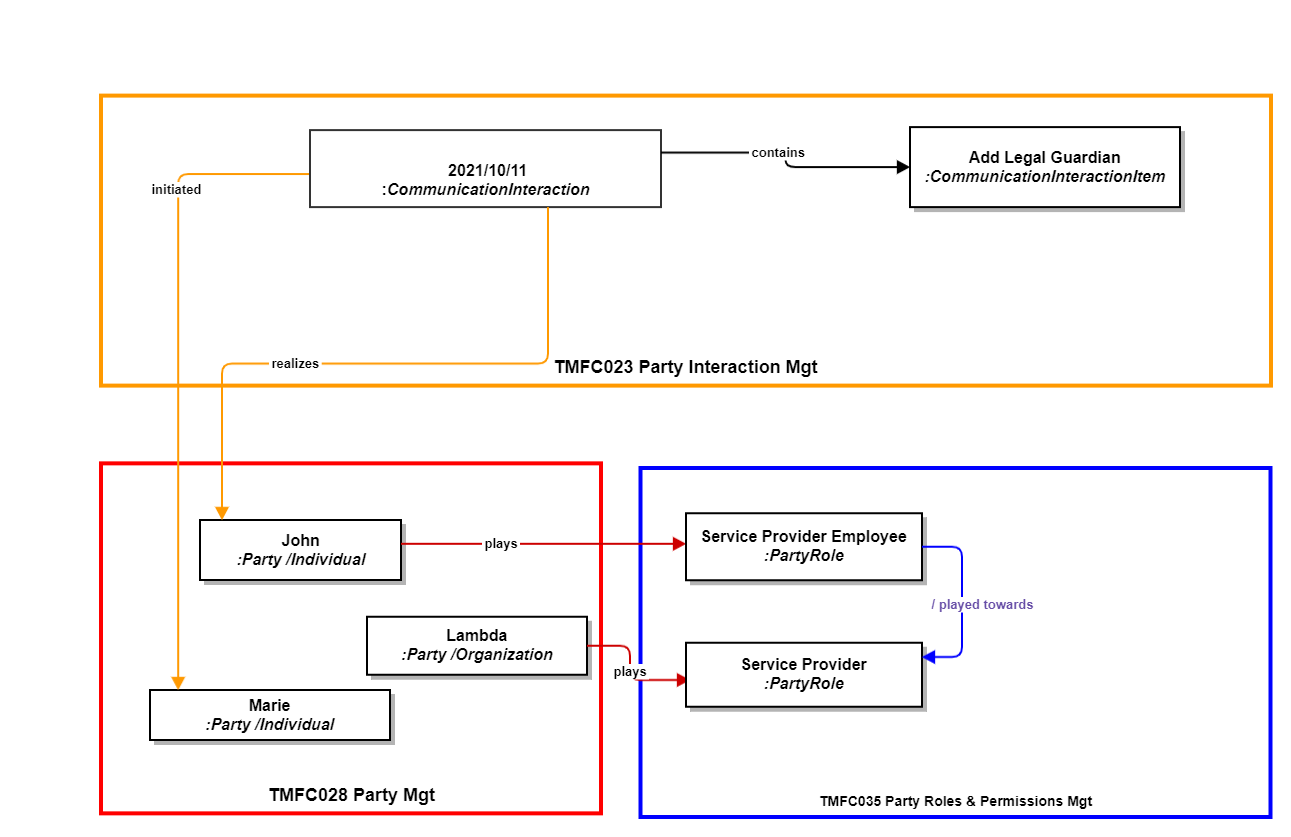 contains
2021/10/11
:CommunicationInteraction
Add Legal Guardian
:CommunicationInteractionItem
initiated
realizes
TMFC023 Party Interaction Mgt
John
:Party /Individual
plays
Service Provider Employee
:PartyRole
/ played towards
Lambda
:Party /Organization
plays
Service Provider
:PartyRole
Marie
:Party /Individual
TMFC028 Party Mgt
TMFC035 Party Roles & Permissions Mgt